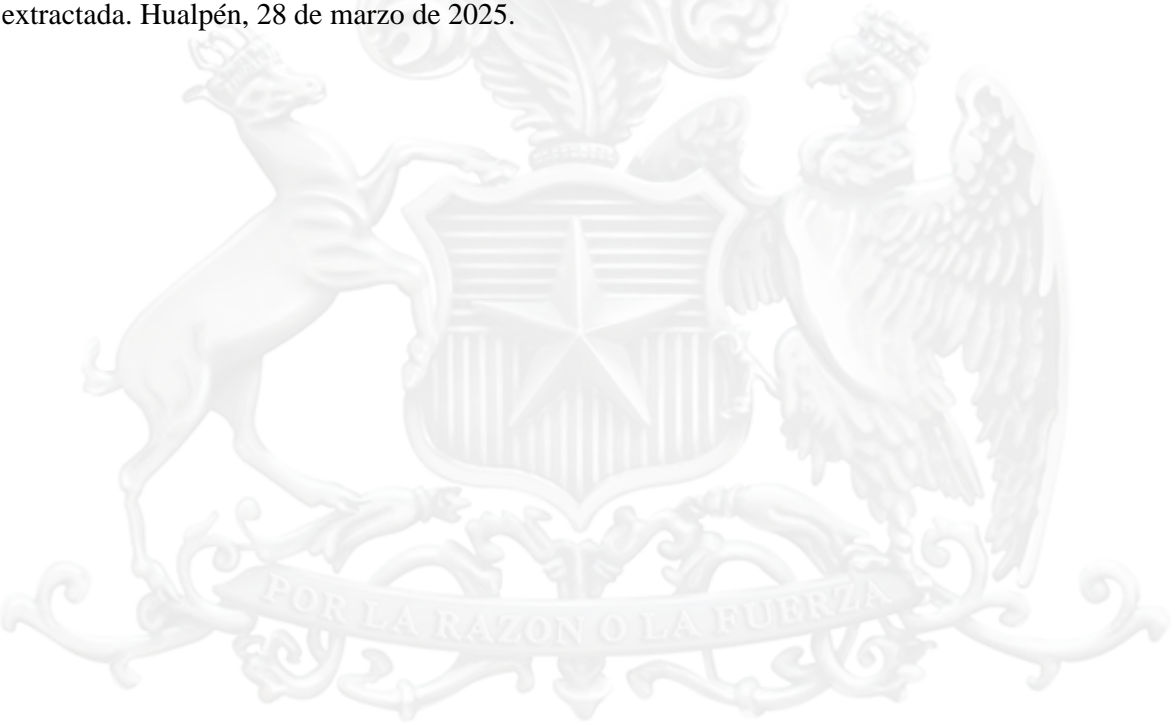 extractada. Hualpén, 28 de marzo de 2025.
POR LA RAZON O LA FUERZA